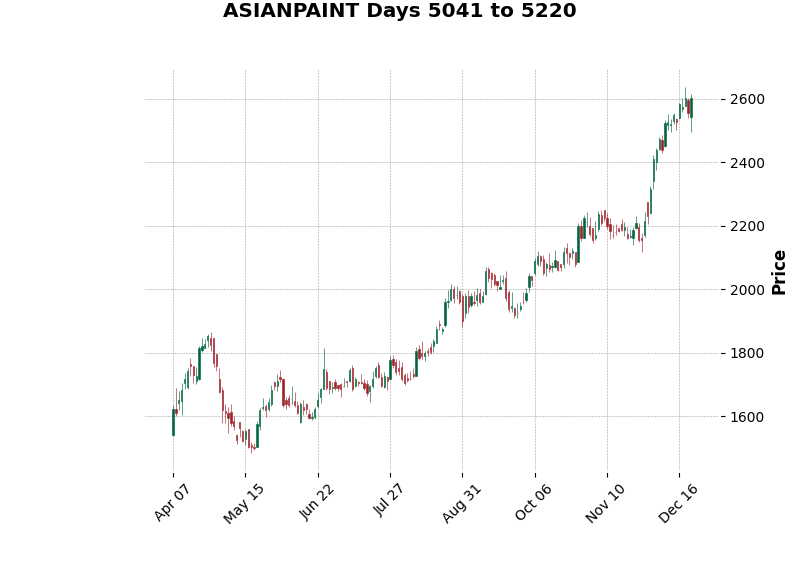 ASIANPAINT Days 5041 to 5220
2600
2400
2200
2000
1800
1600
Price
Apr 07
May 15
Jun 22
Jul 27
Aug 31
Oct 06
Nov 10
Dec 16